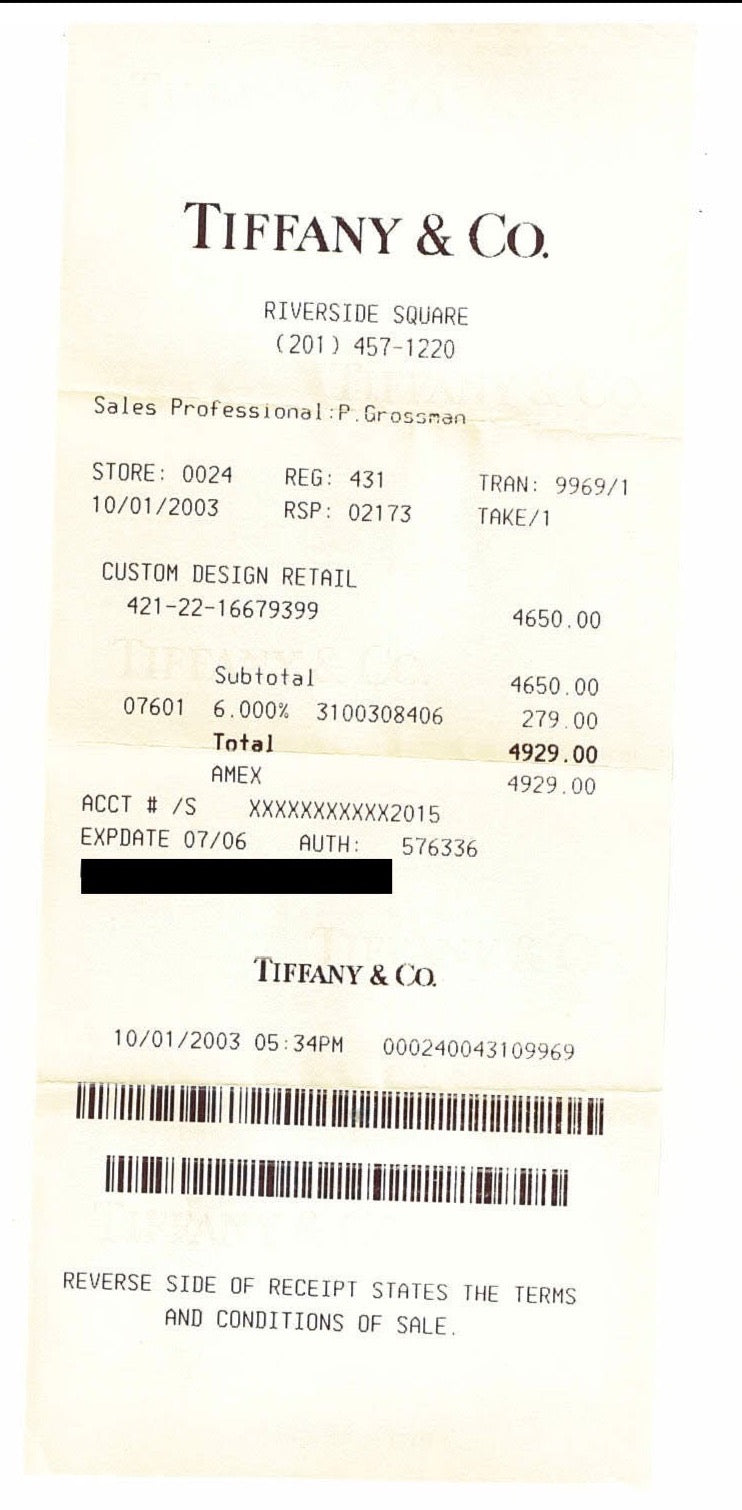 TIFFANY & CO.
RIVERSIDE SQUARE
(201) 457-1220
Sales Professional:P.Grossman
STORE: 0024 REG: 431 TRAN: 9969/1
10/01/2003 RSP: 02173 TAKE/1
CUSTOM DESIGN RETAIL
421-22-16679399 4650.00
Subtotal 4650.00
07601 6.000% 3100308406 279.00
Total 4929.00
AMEX 4929.00
ACCT # /S XXXXXXXXXXX2015
EXPDATE 07/06 AUTH: 576336
TIFFANY & CO.
10/01/2003 05:34PM 000240043109969
REVERSE SIDE OF RECEIPT STATES THE TERMS
AND CONDITIONS OF SALE.